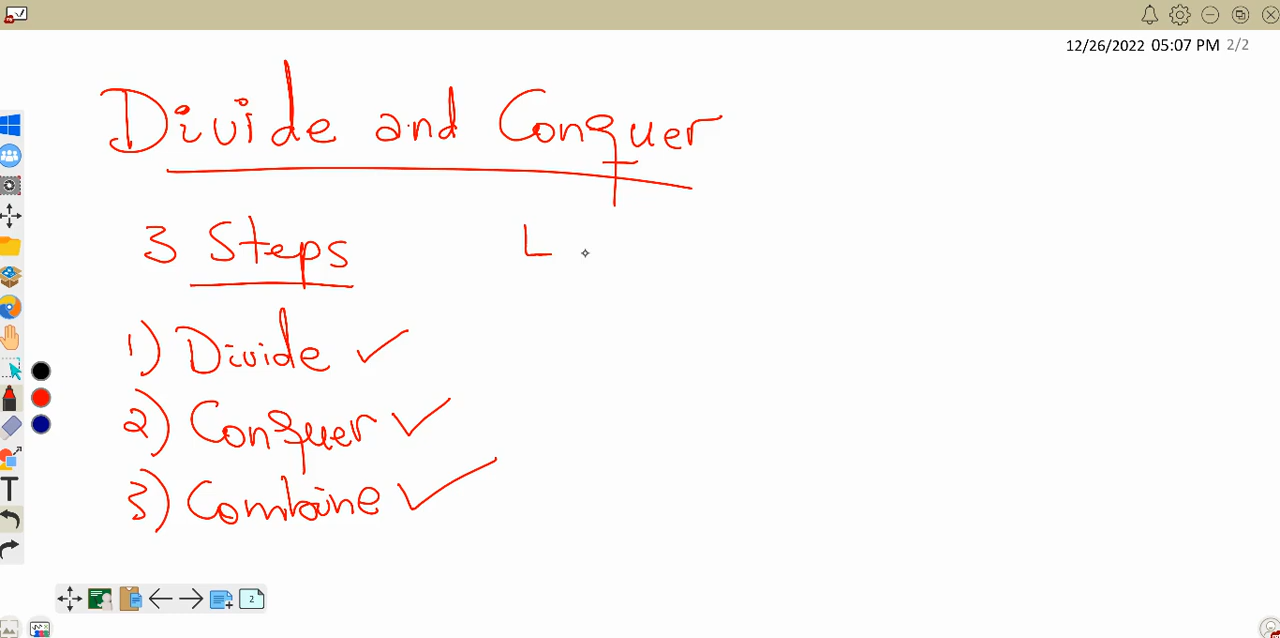 12/26/2022 05:07 PM 2/2
Divide and Conquer
3 Steps L
1) Divide ✓
2) Conquer ✓
3) Combine ✓
2